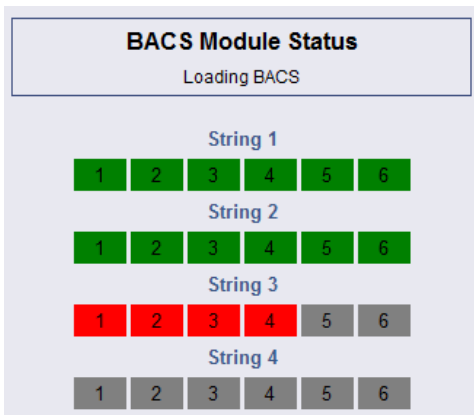 BACS Module Status
Loading BACS
String 1
1 2 3 4 5 6
String 2
1 2 3 4 5 6
String 3
1 2 3 4 5 6
String 4
1 2 3 4 5 6